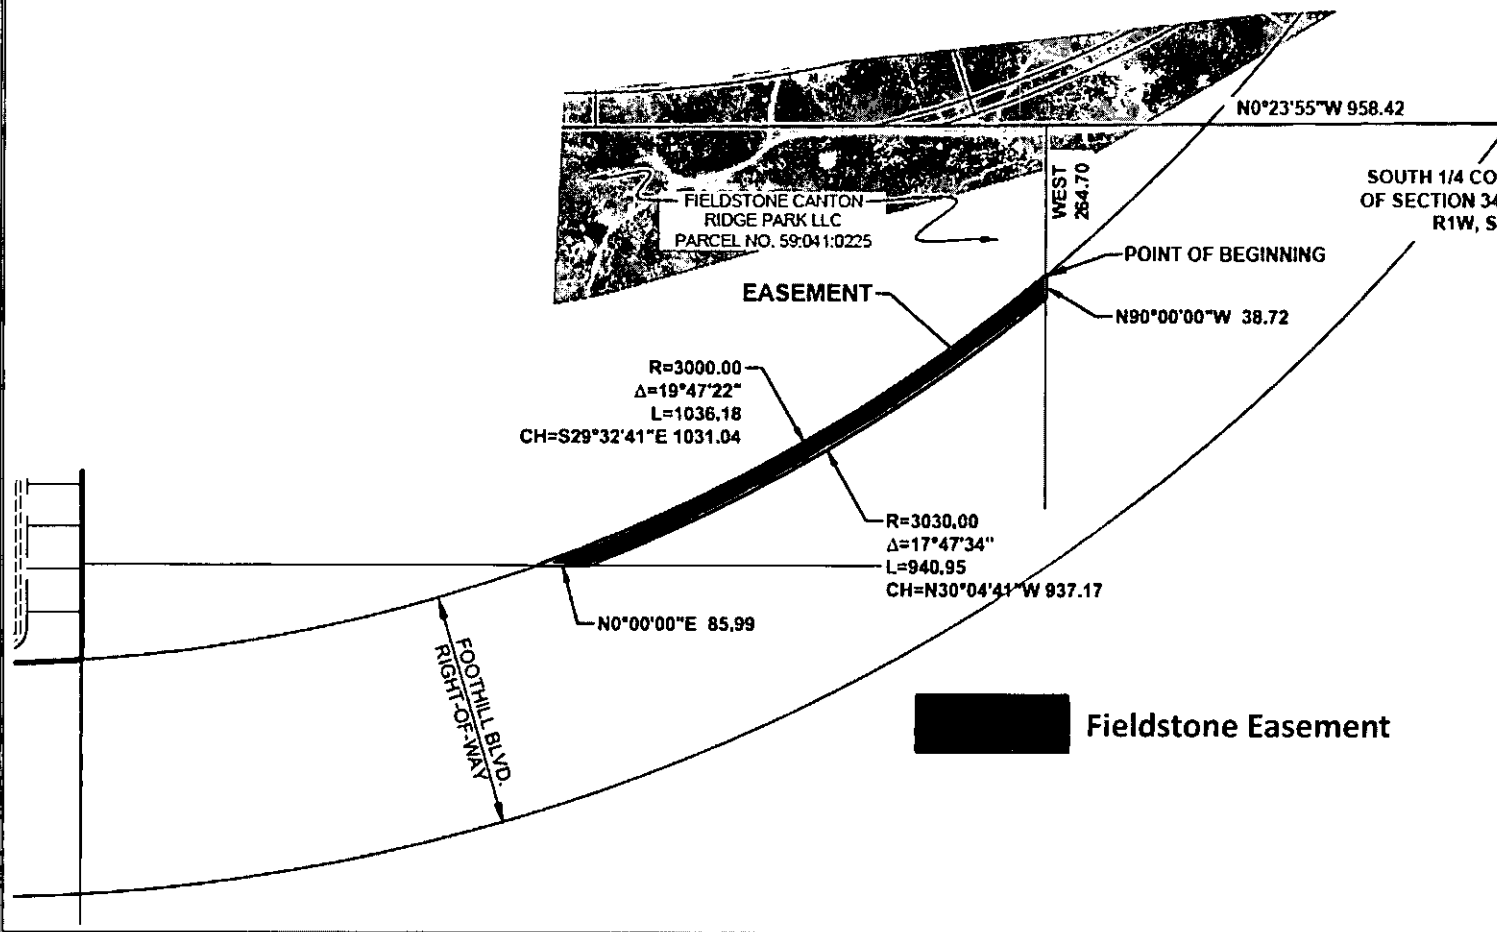 N0°23'55"W 958.42
SOUTH 1/4 CO
OF SECTION 34
R1W, S
WEST
264.70
FIELDSTONE CANTON
RIDGE PARK LLC
PARCEL NO. 59:041:0225
POINT OF BEGINNING
EASEMENT
N90°00'00"W 38.72
R=3000.00
Δ=19°47'22"
L=1036.18
CH=S29°32'41"E 1031.04
R=3030.00
Δ=17°47'34"
L=940.95
CH=N30°04'41"W 937.17
N0°00'00"E 85.99
FOOTHILL BLVD.
RIGHT-OF-WAY
Fieldstone Easement